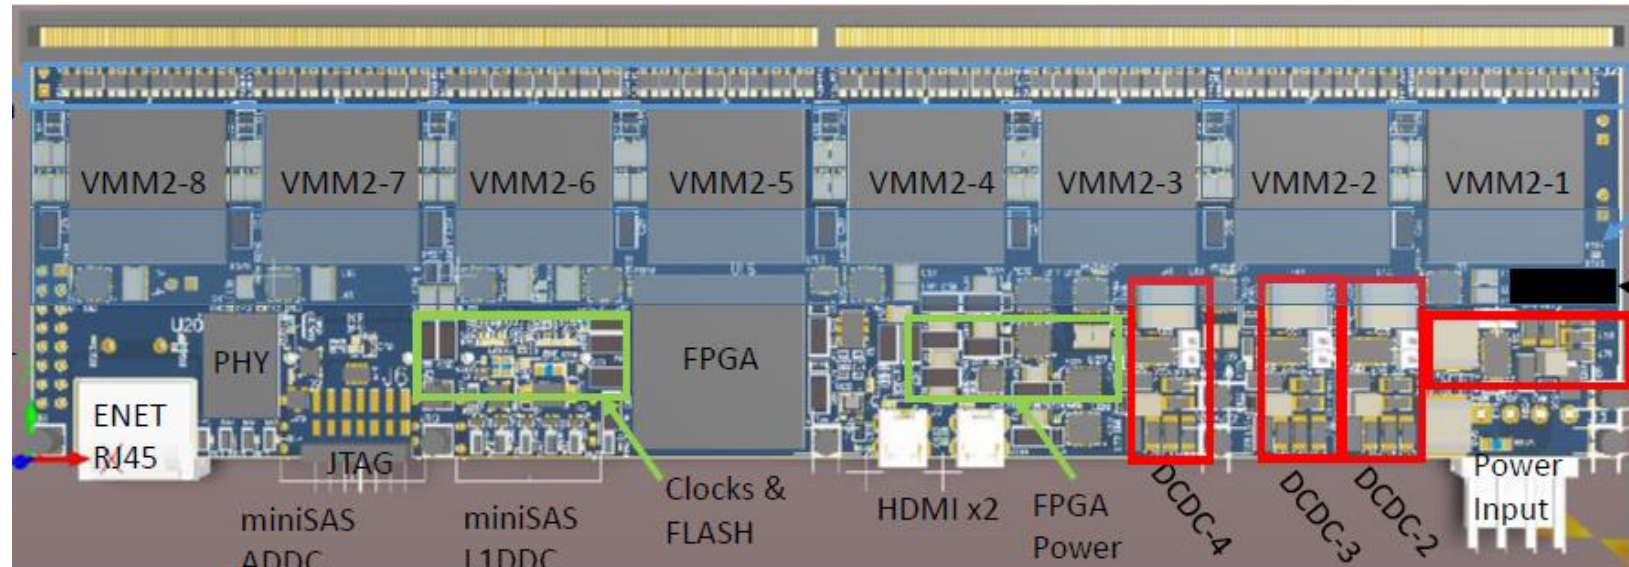 VMM2-8
VMM2-7
VMM2-6
VMM2-5
VMM2-4
VMM2-3
VMM2-2
VMM2-1
U20
PHY
FPGA
ENET
RJ45
JTAG
miniSAS
ADDC
miniSAS
L1DDC
Clocks &
FLASH
HDMI x2
FPGA
Power
DCDC-4
DCDC-3
DCDC-2
Power
Input